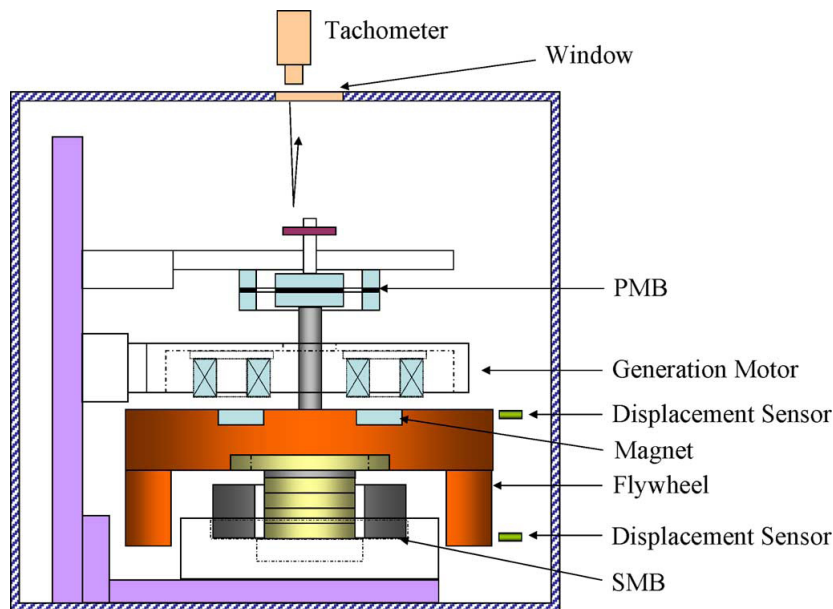 Tachometer
Window
PMB
Generation Motor
Displacement Sensor
Magnet
Flywheel
Displacement Sensor
SMB